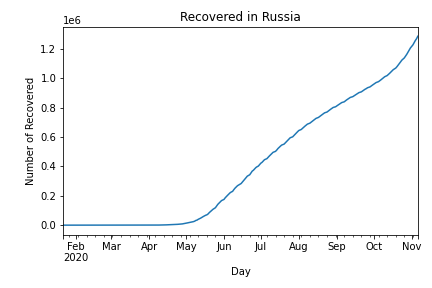 Recovered in Russia
1e6
1.2
1.0
0.8
0.6
0.4
0.2
0.0
Number of Recovered
Feb Mar Apr May Jun Jul Aug Sep Oct Nov
2020
Day